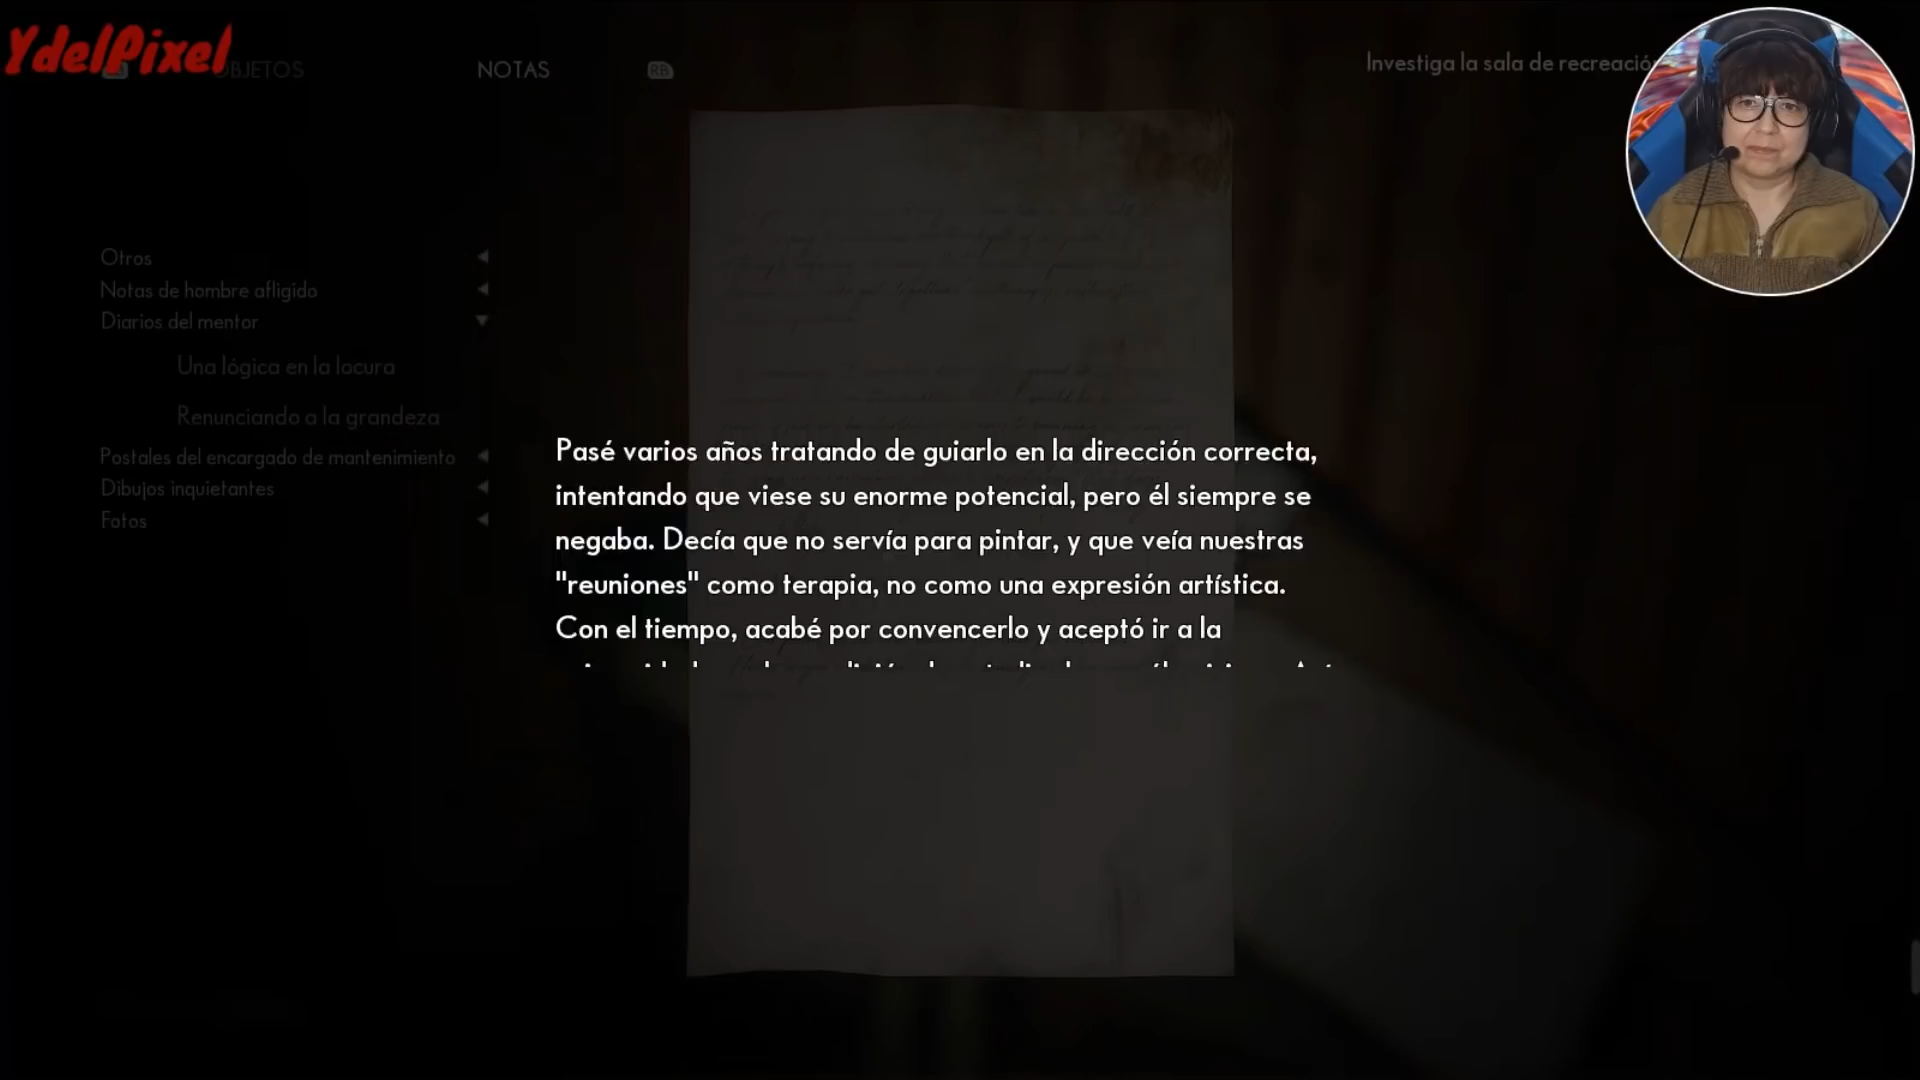 YdelPixel
OBJETOS
NOTAS
RB
Investiga la sala de recreación
Otros
Notas de hombre afligido
Diarios del mentor
Una lógica en la locura
Renunciando a la grandeza
Postales del encargado de mantenimiento
Dibujos inquietantes
Fotos
Pasé varios años tratando de guiarlo en la dirección correcta,
intentando que viese su enorme potencial, pero él siempre se
negaba. Decía que no servía para pintar, y que veía nuestras
"reuniones" como terapia, no como una expresión artística.
Con el tiempo, acabé por convencerlo y aceptó ir a la